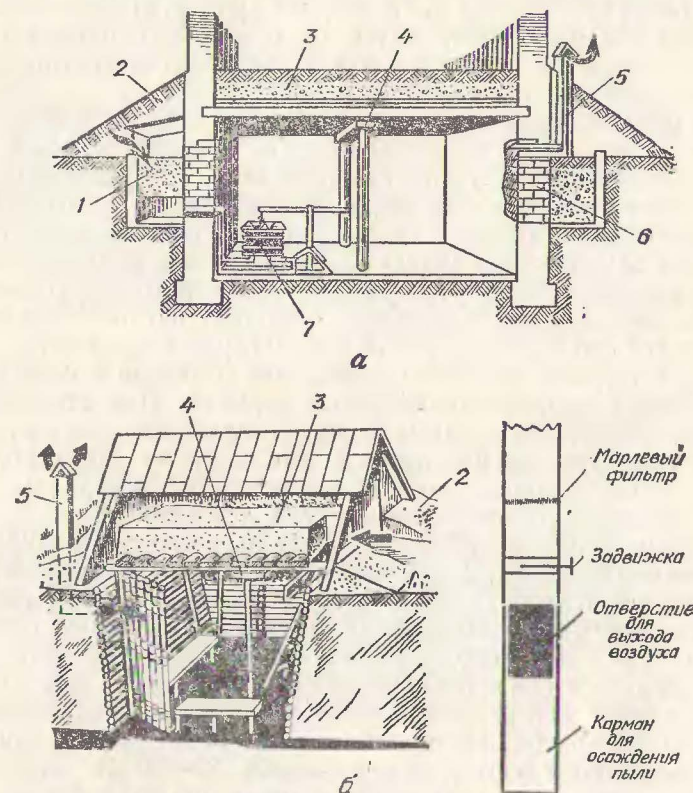 4
2
3
5
1
6
7
а
4
3
5
2
Марлевый
фильтр
Задвижка
Отверстие
для
выхода
воздуха
Карман
для
осаждения
пыли
б